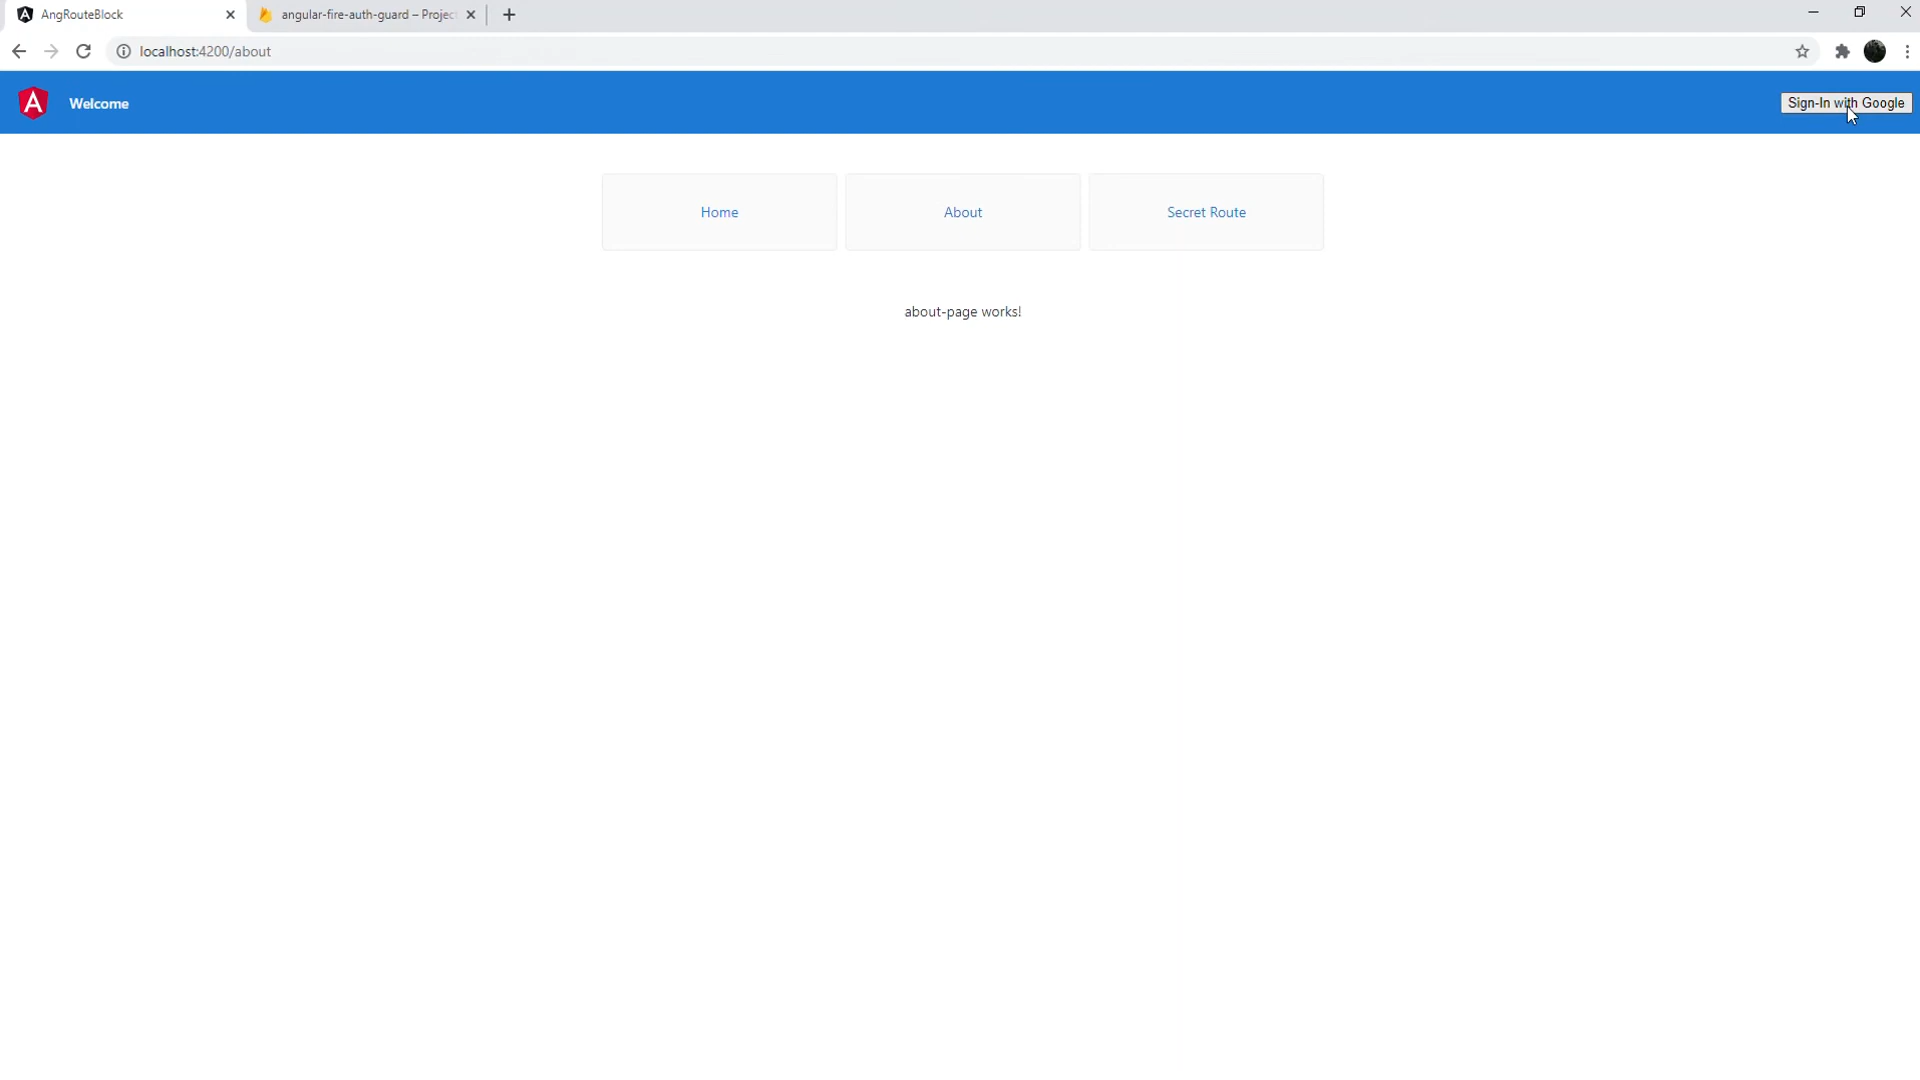 AngRouteBlock
angular-fire-auth-guard – Projec
localhost:4200/about
Welcome
Sign-In with Google
Home
About
Secret Route
about-page works!